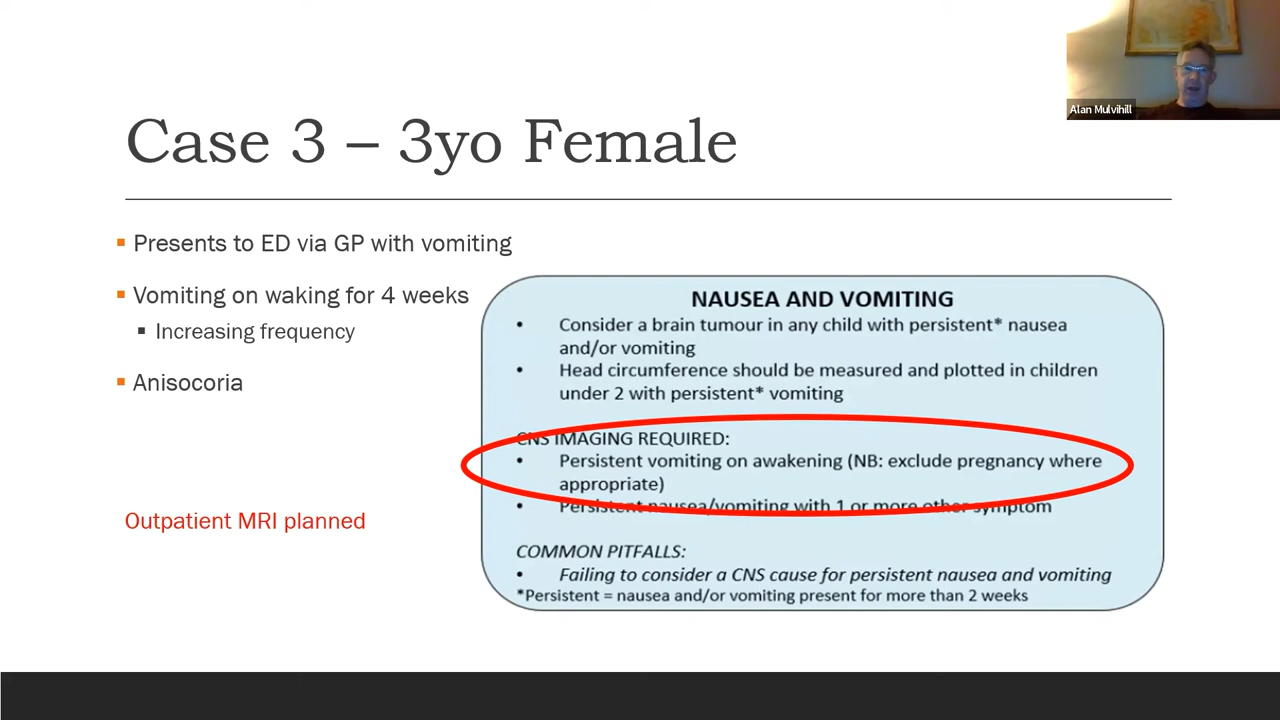 Alan Mulvihill
Case 3 – 3yo Female
Presents to ED via GP with vomiting
Vomiting on waking for 4 weeks
Increasing frequency
Anisocoria
Outpatient MRI planned
NAUSEA AND VOMITING
• Consider a brain tumour in any child with persistent* nausea
and/or vomiting
• Head circumference should be measured and plotted in children
under 2 with persistent* vomiting
CNS IMAGING REQUIRED:
• Persistent vomiting on awakening (NB: exclude pregnancy where
appropriate)
• Persistent nausea/vomiting with 1 or more other symptom
COMMON PITFALLS:
• Failing to consider a CNS cause for persistent nausea and vomiting
*Persistent = nausea and/or vomiting present for more than 2 weeks